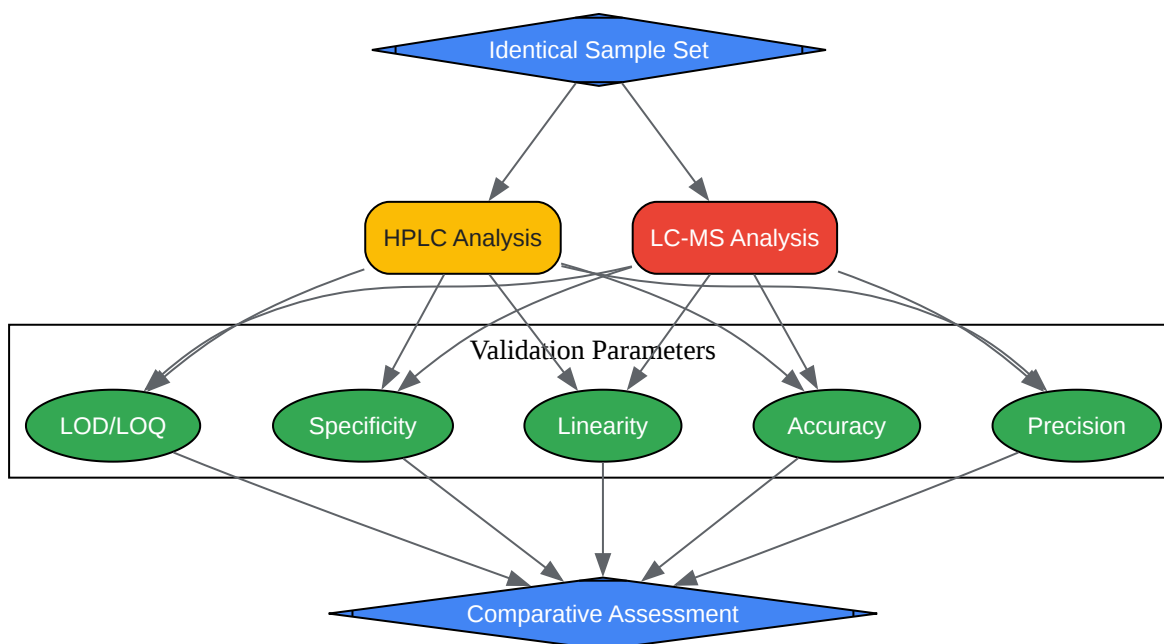 Identical Sample Set
HPLC Analysis
LC-MS Analysis
Validation Parameters
LOD/LOQ
Specificity
Linearity
Accuracy
Precision
Comparative Assessment